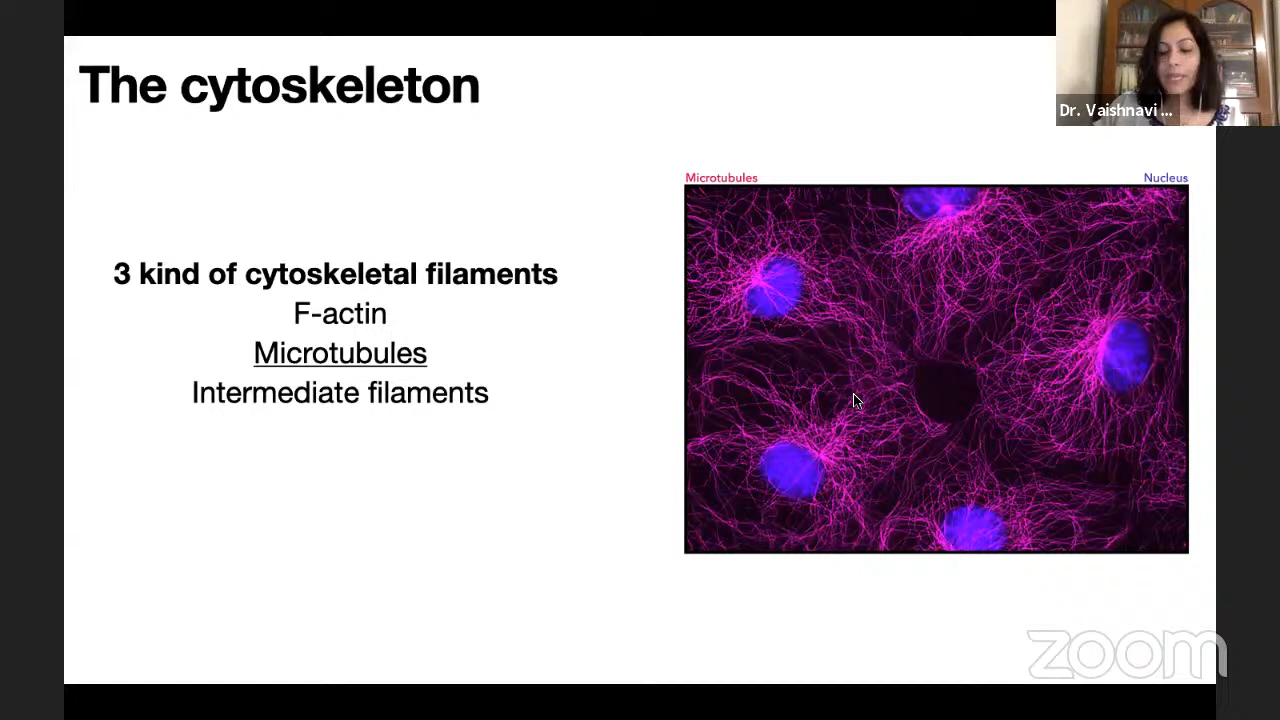 The cytoskeleton
Dr. Vaishnavi ...
Microtubules
Nucleus
3 kind of cytoskeletal filaments
F-actin
Microtubules
Intermediate filaments
zoom